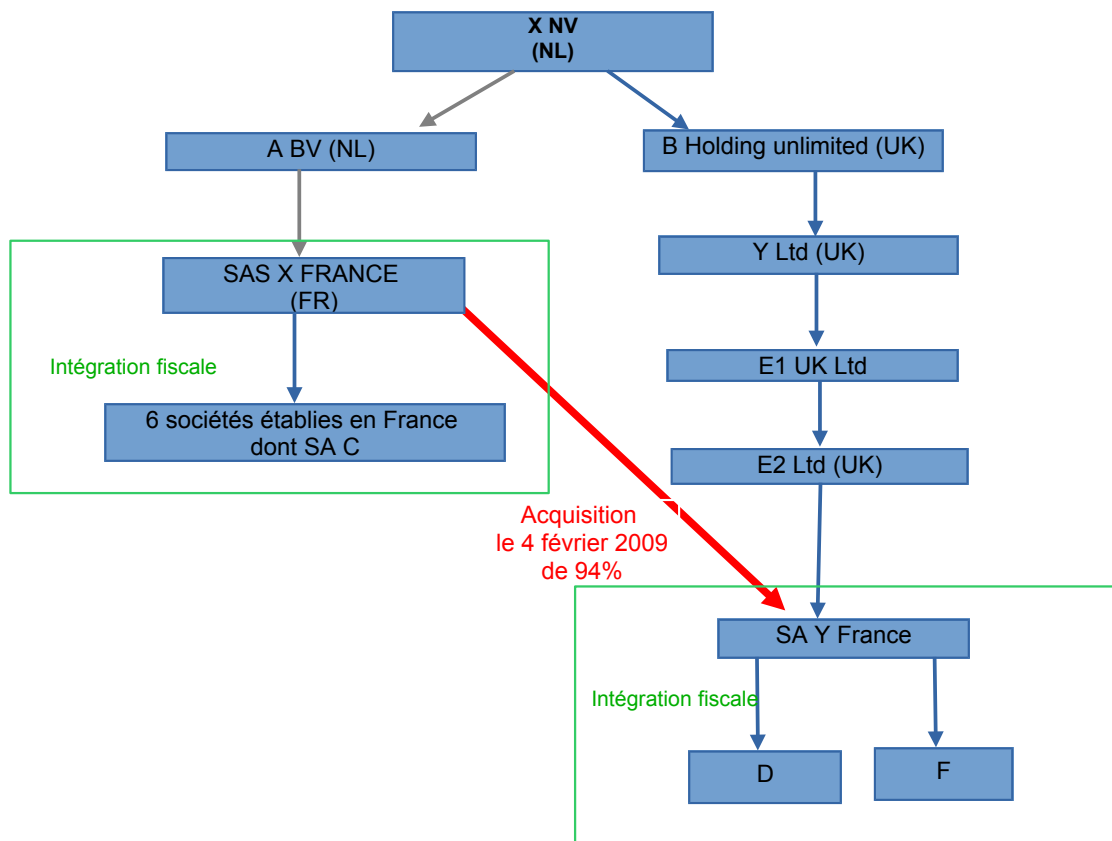 X NV
(NL)
A BV (NL)
B Holding unlimited (UK)
Y Ltd (UK)
SAS X FRANCE
(FR)
Intégration fiscale
E1 UK Ltd
6 sociétés établies en France
dont SA C
E2 Ltd (UK)
Acquisition
le 4 février 2009
de 94%
SA Y France
Intégration fiscale
D
F